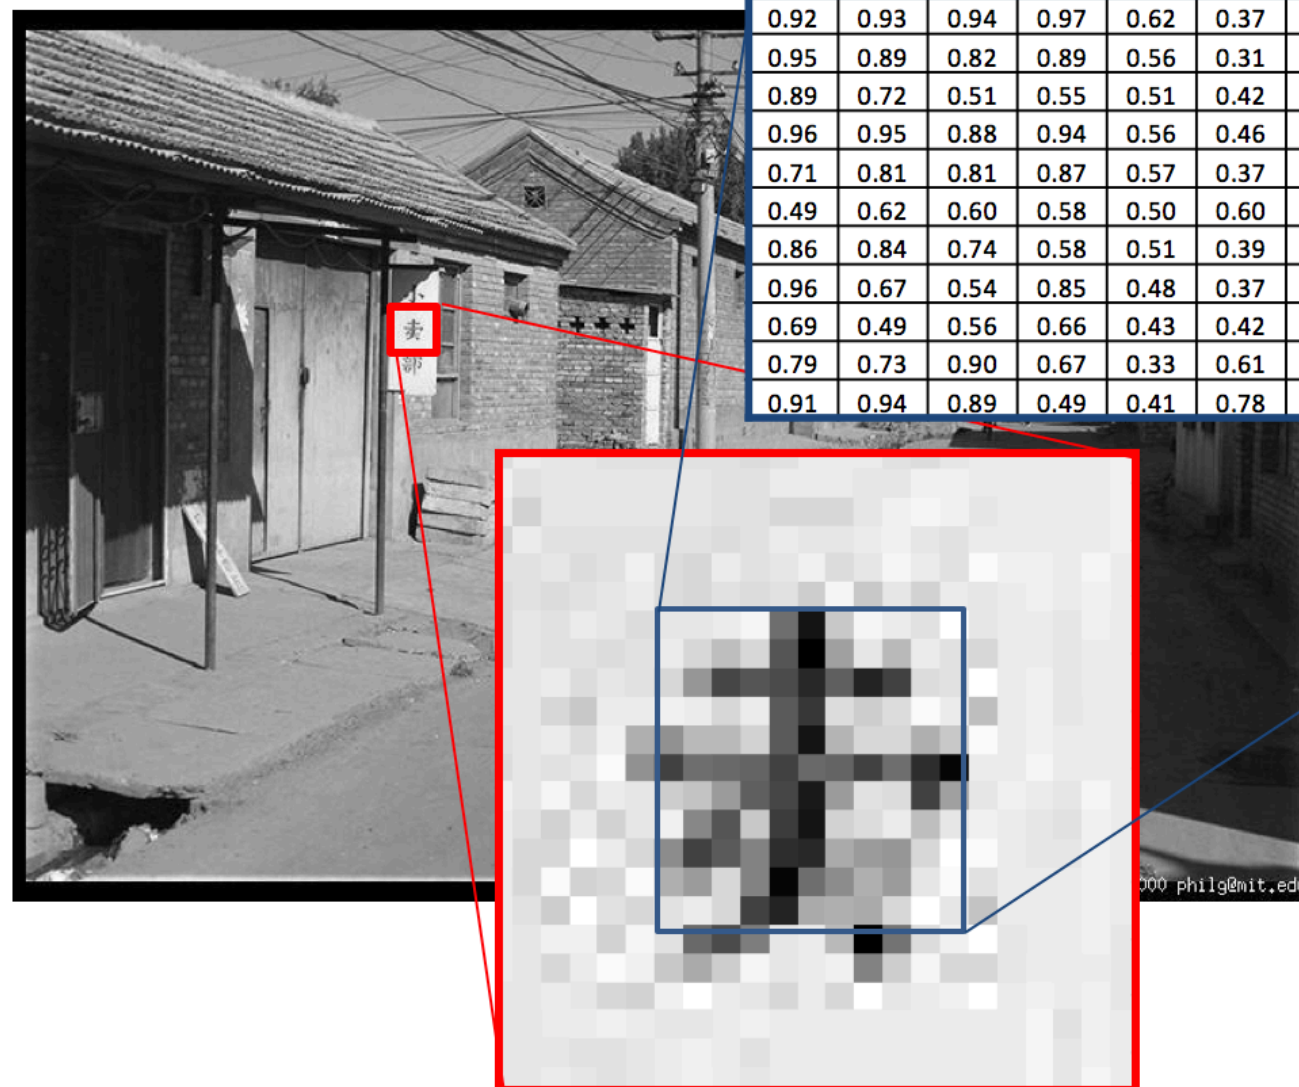 0.92 0.93 0.94 0.97 0.62 0.37
0.95 0.89 0.82 0.89 0.56 0.31
0.89 0.72 0.51 0.55 0.51 0.42
0.96 0.95 0.88 0.94 0.56 0.46
0.71 0.81 0.81 0.87 0.57 0.37
0.49 0.62 0.60 0.58 0.50 0.60
0.86 0.84 0.74 0.58 0.51 0.39
0.96 0.67 0.54 0.85 0.48 0.37
0.69 0.49 0.56 0.66 0.43 0.42
0.79 0.73 0.90 0.67 0.33 0.61
0.91 0.94 0.89 0.49 0.41 0.78
卖
部
000 philg@mit.ed